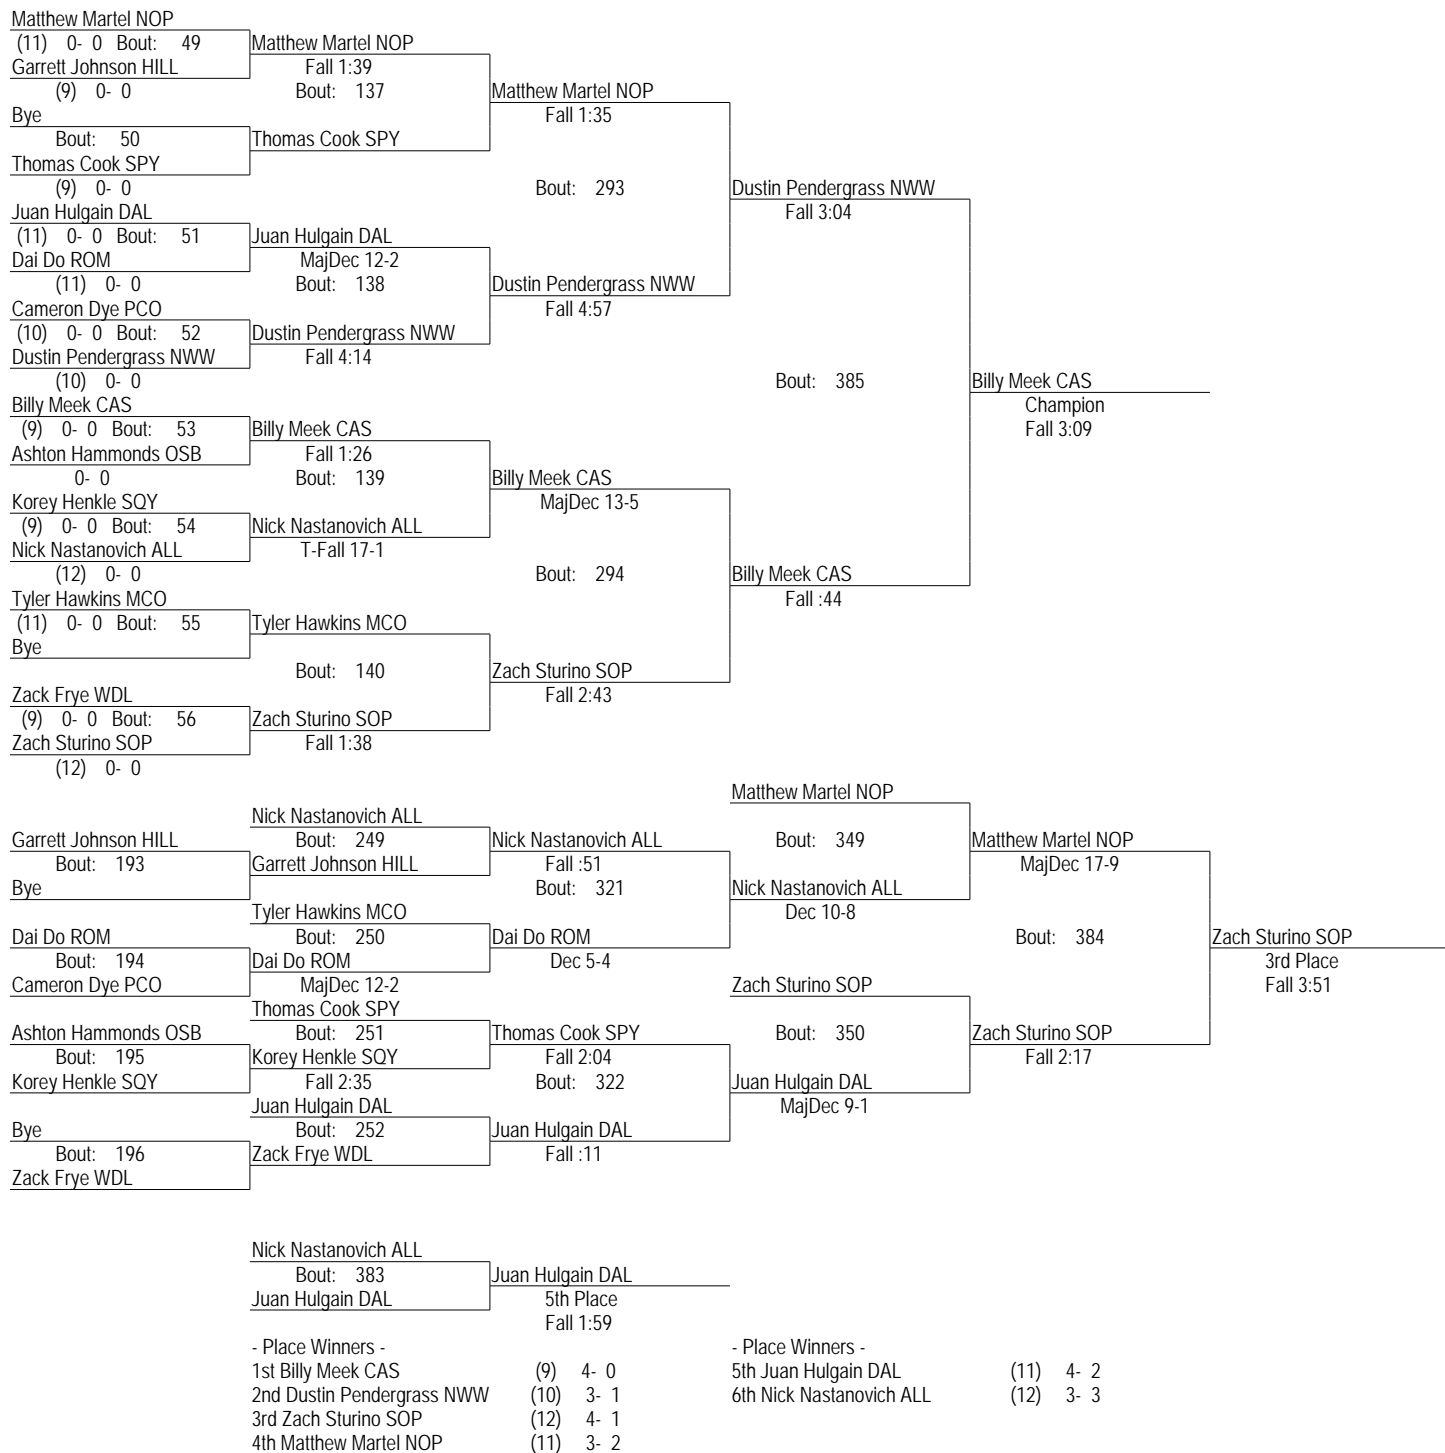 Matthew Martel NOP
(11) 0- 0 Bout: 49
Matthew Martel NOP
Garrett Johnson HILL
Fall 1:39
(9) 0- 0
Bout: 137
Matthew Martel NOP
Bye
Fall 1:35
Bout: 50
Thomas Cook SPY
Thomas Cook SPY
(9) 0- 0
Bout: 293
Dustin Pendergrass NWW
Juan Hulgain DAL
Fall 3:04
(11) 0- 0 Bout: 51
Juan Hulgain DAL
Dai Do ROM
MajDec 12-2
(11) 0- 0
Bout: 138
Dustin Pendergrass NWW
Cameron Dye PCO
Fall 4:57
(10) 0- 0 Bout: 52
Dustin Pendergrass NWW
Dustin Pendergrass NWW
Fall 4:14
(10) 0- 0
Bout: 385
Billy Meek CAS
Billy Meek CAS
Champion
(9) 0- 0 Bout: 53
Billy Meek CAS
Fall 3:09
Ashton Hammonds OSB
Fall 1:26
0- 0
Bout: 139
Billy Meek CAS
Korey Henkle SQY
MajDec 13-5
(9) 0- 0 Bout: 54
Nick Nastanovich ALL
Nick Nastanovich ALL
T-Fall 17-1
(12) 0- 0
Bout: 294
Billy Meek CAS
Tyler Hawkins MCO
Fall :44
(11) 0- 0 Bout: 55
Tyler Hawkins MCO
Bye
Bout: 140
Zach Sturino SOP
Zack Frye WDL
Fall 2:43
(9) 0- 0 Bout: 56
Zach Sturino SOP
Zach Sturino SOP
Fall 1:38
(12) 0- 0
Matthew Martel NOP
Nick Nastanovich ALL
Garrett Johnson HILL
Bout: 249
Nick Nastanovich ALL
Bout: 349
Matthew Martel NOP
Bout: 193
Garrett Johnson HILL
Fall :51
MajDec 17-9
Bye
Bout: 321
Nick Nastanovich ALL
Tyler Hawkins MCO
Dec 10-8
Dai Do ROM
Bout: 250
Dai Do ROM
Bout: 384
Zach Sturino SOP
Bout: 194
Dai Do ROM
Dec 5-4
3rd Place
Cameron Dye PCO
MajDec 12-2
Zach Sturino SOP
Fall 3:51
Thomas Cook SPY
Ashton Hammonds OSB
Bout: 251
Thomas Cook SPY
Bout: 350
Zach Sturino SOP
Bout: 195
Korey Henkle SQY
Fall 2:04
Fall 2:17
Korey Henkle SQY
Fall 2:35
Bout: 322
Juan Hulgain DAL
Juan Hulgain DAL
MajDec 9-1
Bye
Bout: 252
Juan Hulgain DAL
Bout: 196
Zack Frye WDL
Fall :11
Zack Frye WDL
Nick Nastanovich ALL
Bout: 383
Juan Hulgain DAL
Juan Hulgain DAL
5th Place
Fall 1:59
- Place Winners -
1st Billy Meek CAS (9) 4- 0
2nd Dustin Pendergrass NWW (10) 3- 1
3rd Zach Sturino SOP (12) 4- 1
4th Matthew Martel NOP (11) 3- 2
- Place Winners -
5th Juan Hulgain DAL (11) 4- 2
6th Nick Nastanovich ALL (12) 3- 3